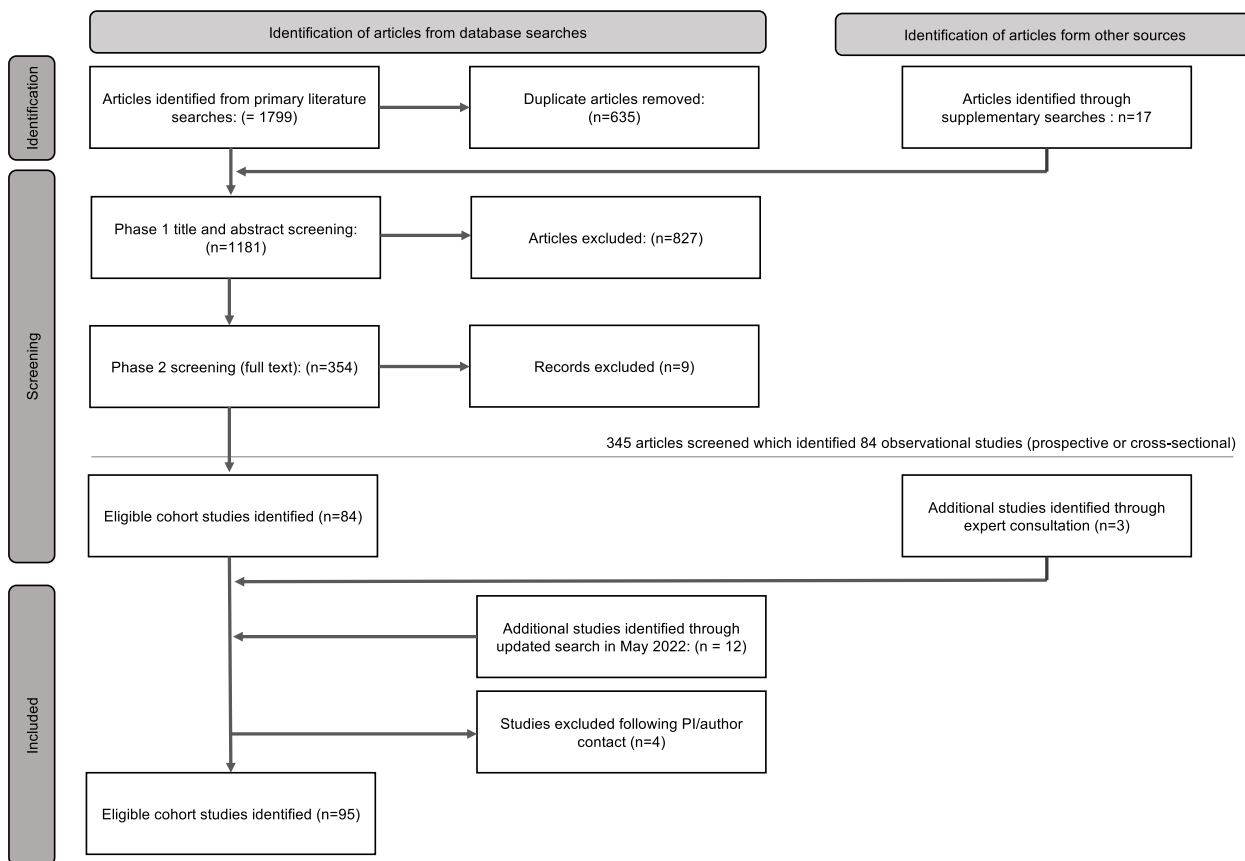 Identification of articles from database searches
Identification of articles form other sources
Identification
Articles identified from primary literature
searches: (= 1799)
Duplicate articles removed:
(n=635)
Articles identified through
supplementary searches : n=17
Screening
Phase 1 title and abstract screening:
(n=1181)
Articles excluded: (n=827)
Phase 2 screening (full text): (n=354)
Records excluded (n=9)
345 articles screened which identified 84 observational studies (prospective or cross-sectional)
Eligible cohort studies identified (n=84)
Additional studies identified through
expert consultation (n=3)
Included
Additional studies identified through
updated search in May 2022: (n = 12)
Studies excluded following PI/author
contact (n=4)
Eligible cohort studies identified (n=95)